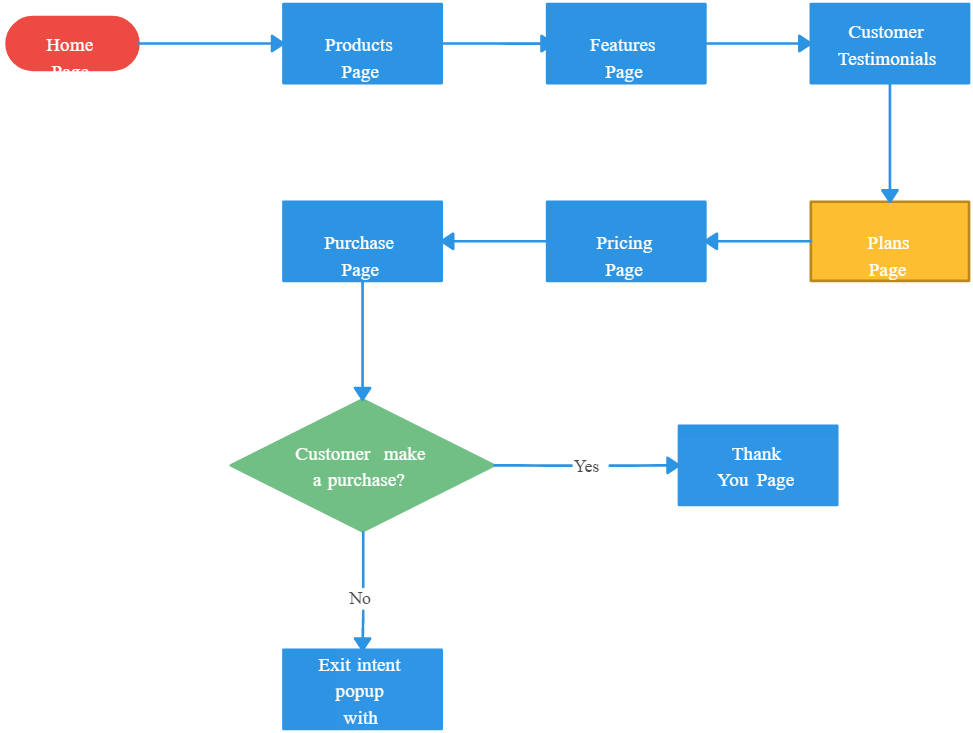 Home
Page
Products
Page
Features
Page
Customer
Testimonials
Purchase
Page
Pricing
Page
Plans
Page
Customer make
a purchase?
Yes
Thank
You Page
No
Exit intent
popup
with